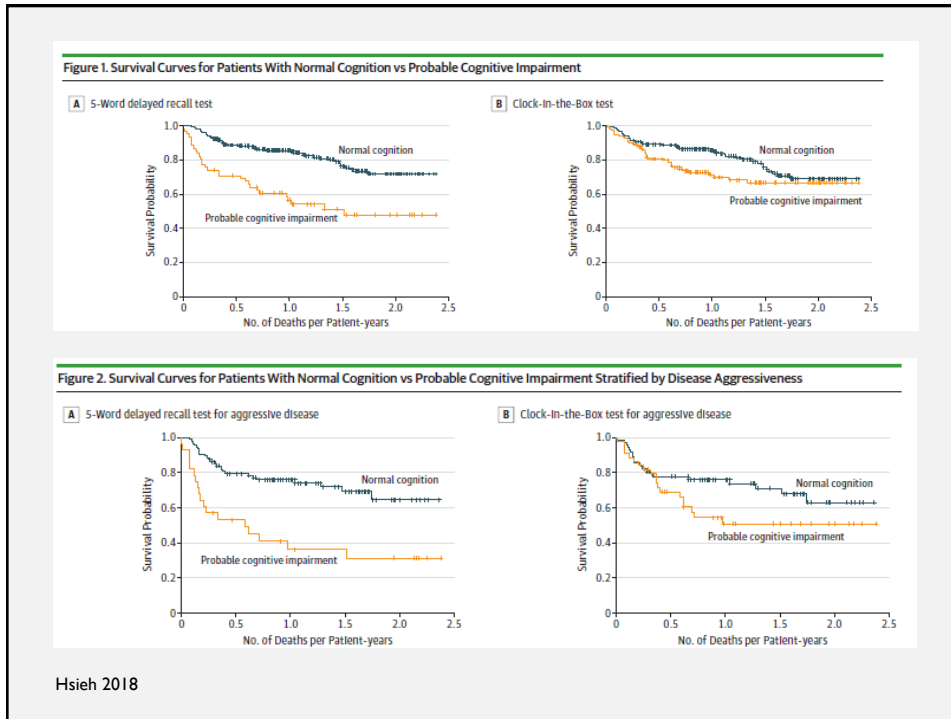 Figure 1. Survival Curves for Patients With Normal Cognition vs Probable Cognitive Impairment
A 5-Word delayed recall test
1.0
0.8
0.6
0.4
0.2
0
Survival Probability
Normal cognition
Probable cognitive impairment
0 0.5 1.0 1.5 2.0 2.5
No. of Deaths per Patient-years
B Clock-In-the-Box test
1.0
0.8
0.6
0.4
0.2
0
Survival Probability
Normal cognition
Probable cognitive impairment
0 0.5 1.0 1.5 2.0 2.5
No. of Deaths per Patient-years
Figure 2. Survival Curves for Patients With Normal Cognition vs Probable Cognitive Impairment Stratified by Disease Aggressiveness
A 5-Word delayed recall test for aggressive disease
1.0
0.8
0.6
0.4
0.2
0
Survival Probability
Normal cognition
Probable cognitive impairment
0 0.5 1.0 1.5 2.0 2.5
No. of Deaths per Patient-years
B Clock-In-the-Box test for aggressive disease
1.0
0.8
0.6
0.4
0.2
0
Survival Probability
Normal cognition
Probable cognitive impairment
0 0.5 1.0 1.5 2.0 2.5
No. of Deaths per Patient-years
Hsieh 2018